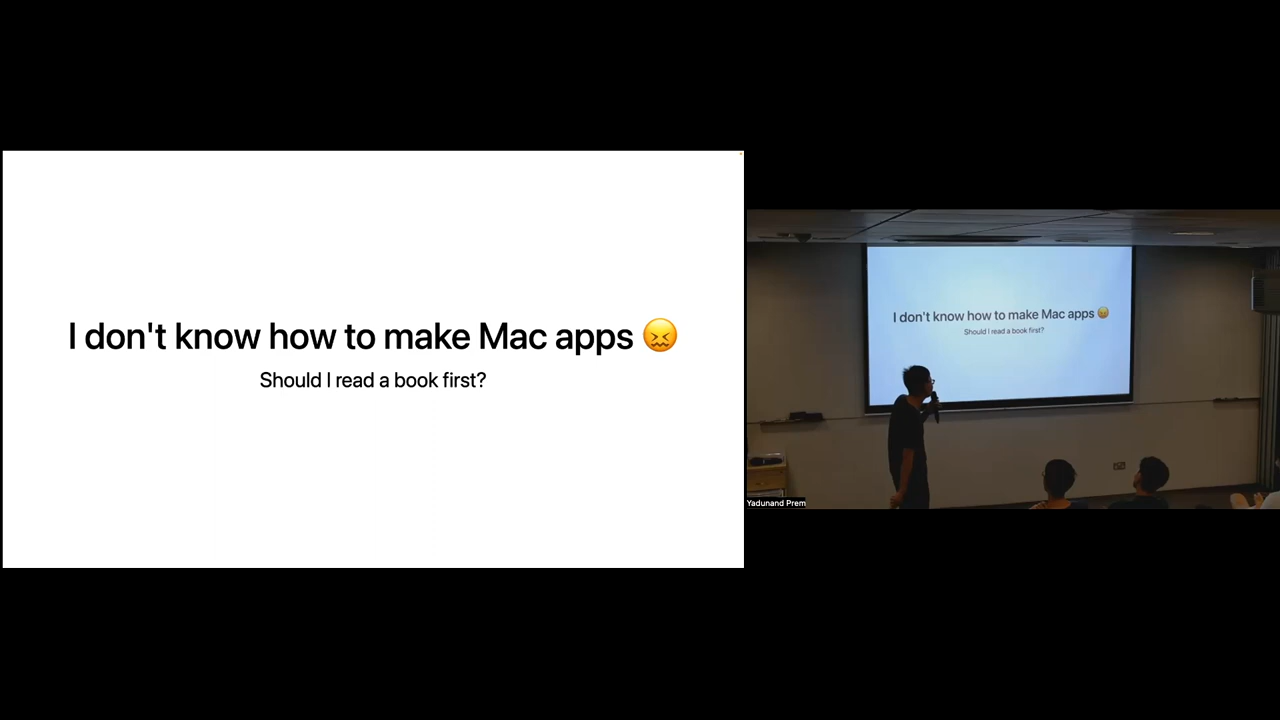 I don't know how to make Mac apps 😖
Should I read a book first?
I don't know how to make Mac apps 😖
Should I read a book first?
Yadunand Prem